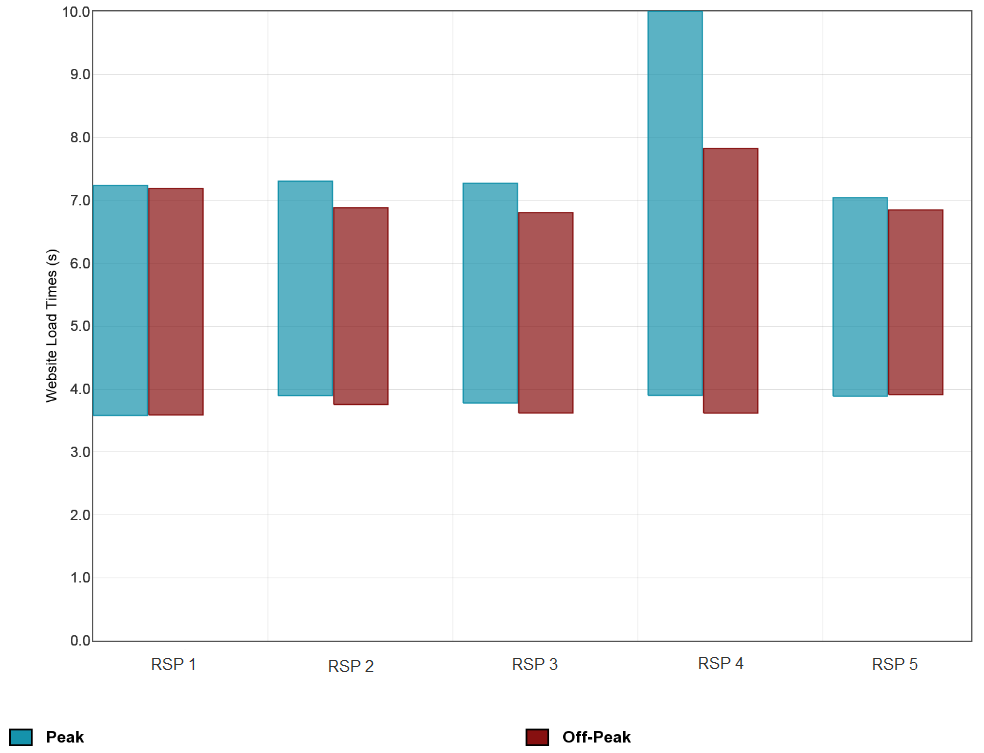 10.0
9.0
8.0
7.0
6.0
5.0
4.0
3.0
2.0
1.0
0.0
Website Load Times (s)
RSP 1
RSP 2
RSP 3
RSP 4
RSP 5
Peak
Off-Peak